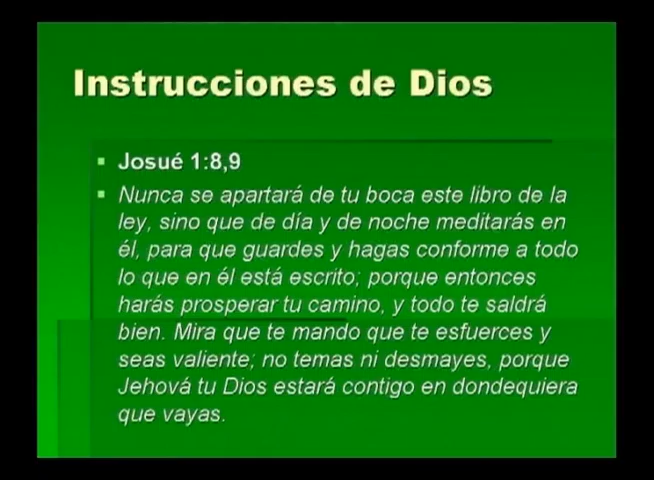 Instrucciones de Dios
Josué 1:8,9
Nunca se apartará de tu boca este libro de la
ley, sino que de día y de noche meditarás en
él, para que guardes y hagas conforme a todo
lo que en él está escrito; porque entonces
harás prosperar tu camino, y todo te saldrá
bien. Mira que te mando que te esfuerces y
seas valiente; no temas ni desmayes, porque
Jehová tu Dios estará contigo en dondequiera
que vayas.